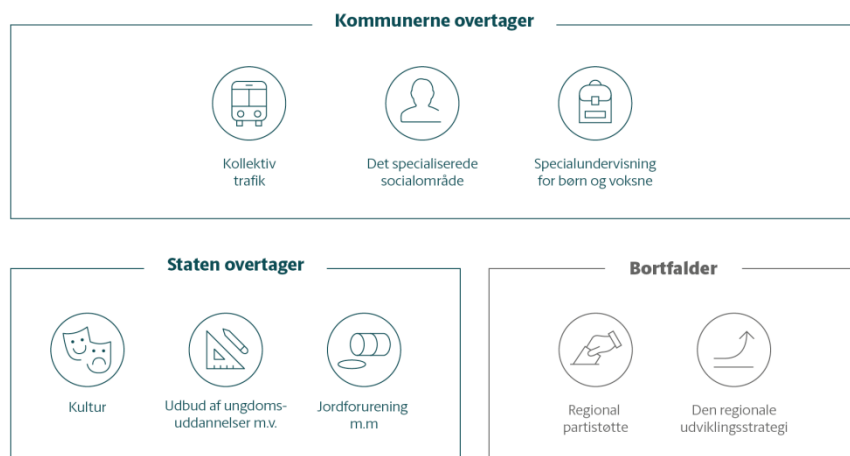 Kommunerne overtager
Kollektiv
trafik
Det specialiserede
socialområde
Specialundervisning
for børn og voksne
Staten overtager
Kultur
Udbud af ungdoms-
uddannelser m.v.
Jordforurening
m.m
Bortfalder
Regional
partistøtte
Den regionale
udviklingsstrategi